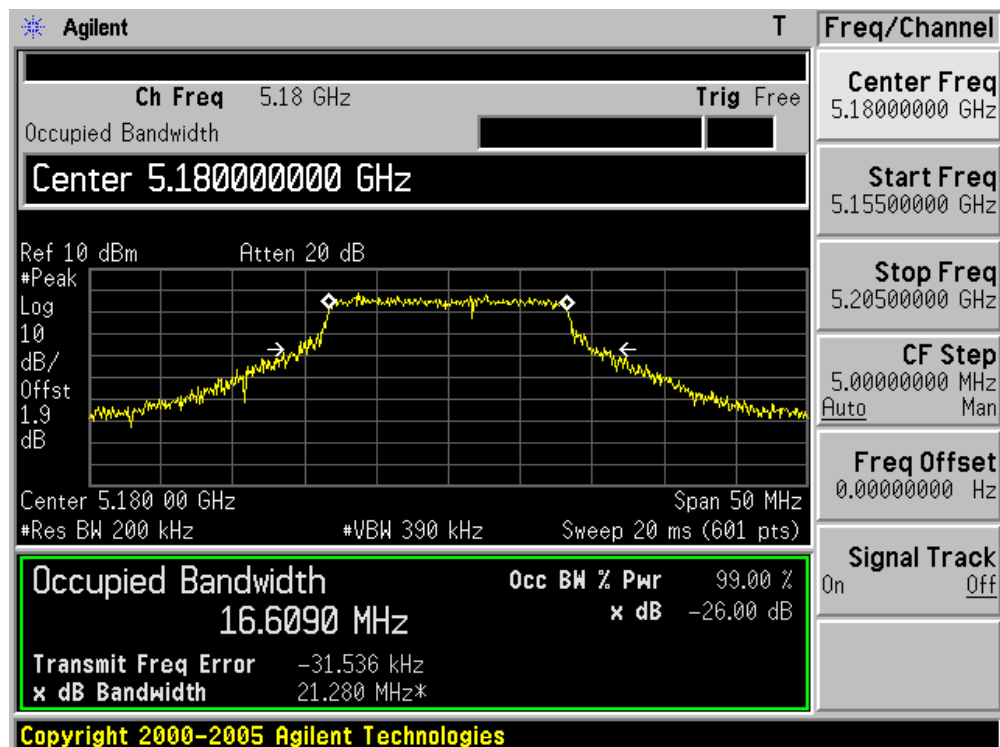 Agilent T
Ch Freq 5.18 GHz Trig Free
Occupied Bandwidth
Center 5.180000000 GHz
Ref 10 dBm Atten 20 dB
#Peak
Log
10
dB/
Offst
1.9
dB
Center 5.180 00 GHz Span 50 MHz
#Res BW 200 kHz #VBW 390 kHz Sweep 20 ms (601 pts)
Occupied Bandwidth Occ BW % Pwr 99.00 %
16.6090 MHz x dB -26.00 dB
Transmit Freq Error -31.536 kHz
x dB Bandwidth 21.280 MHz*
Copyright 2000-2005 Agilent Technologies
Freq/Channel
Center Freq
5.18000000 GHz
Start Freq
5.15500000 GHz
Stop Freq
5.20500000 GHz
CF Step
5.00000000 MHz
Auto Man
Freq Offset
0.00000000 Hz
Signal Track
On Off